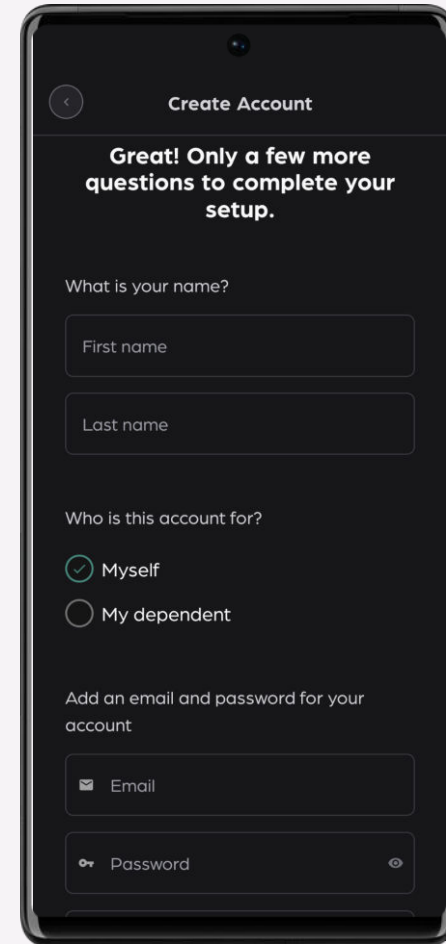 Create Account
Great! Only a few more
questions to complete your
setup.
What is your name?
First name
Last name
Who is this account for?
Myself
My dependent
Add an email and password for your
account
Email
Password